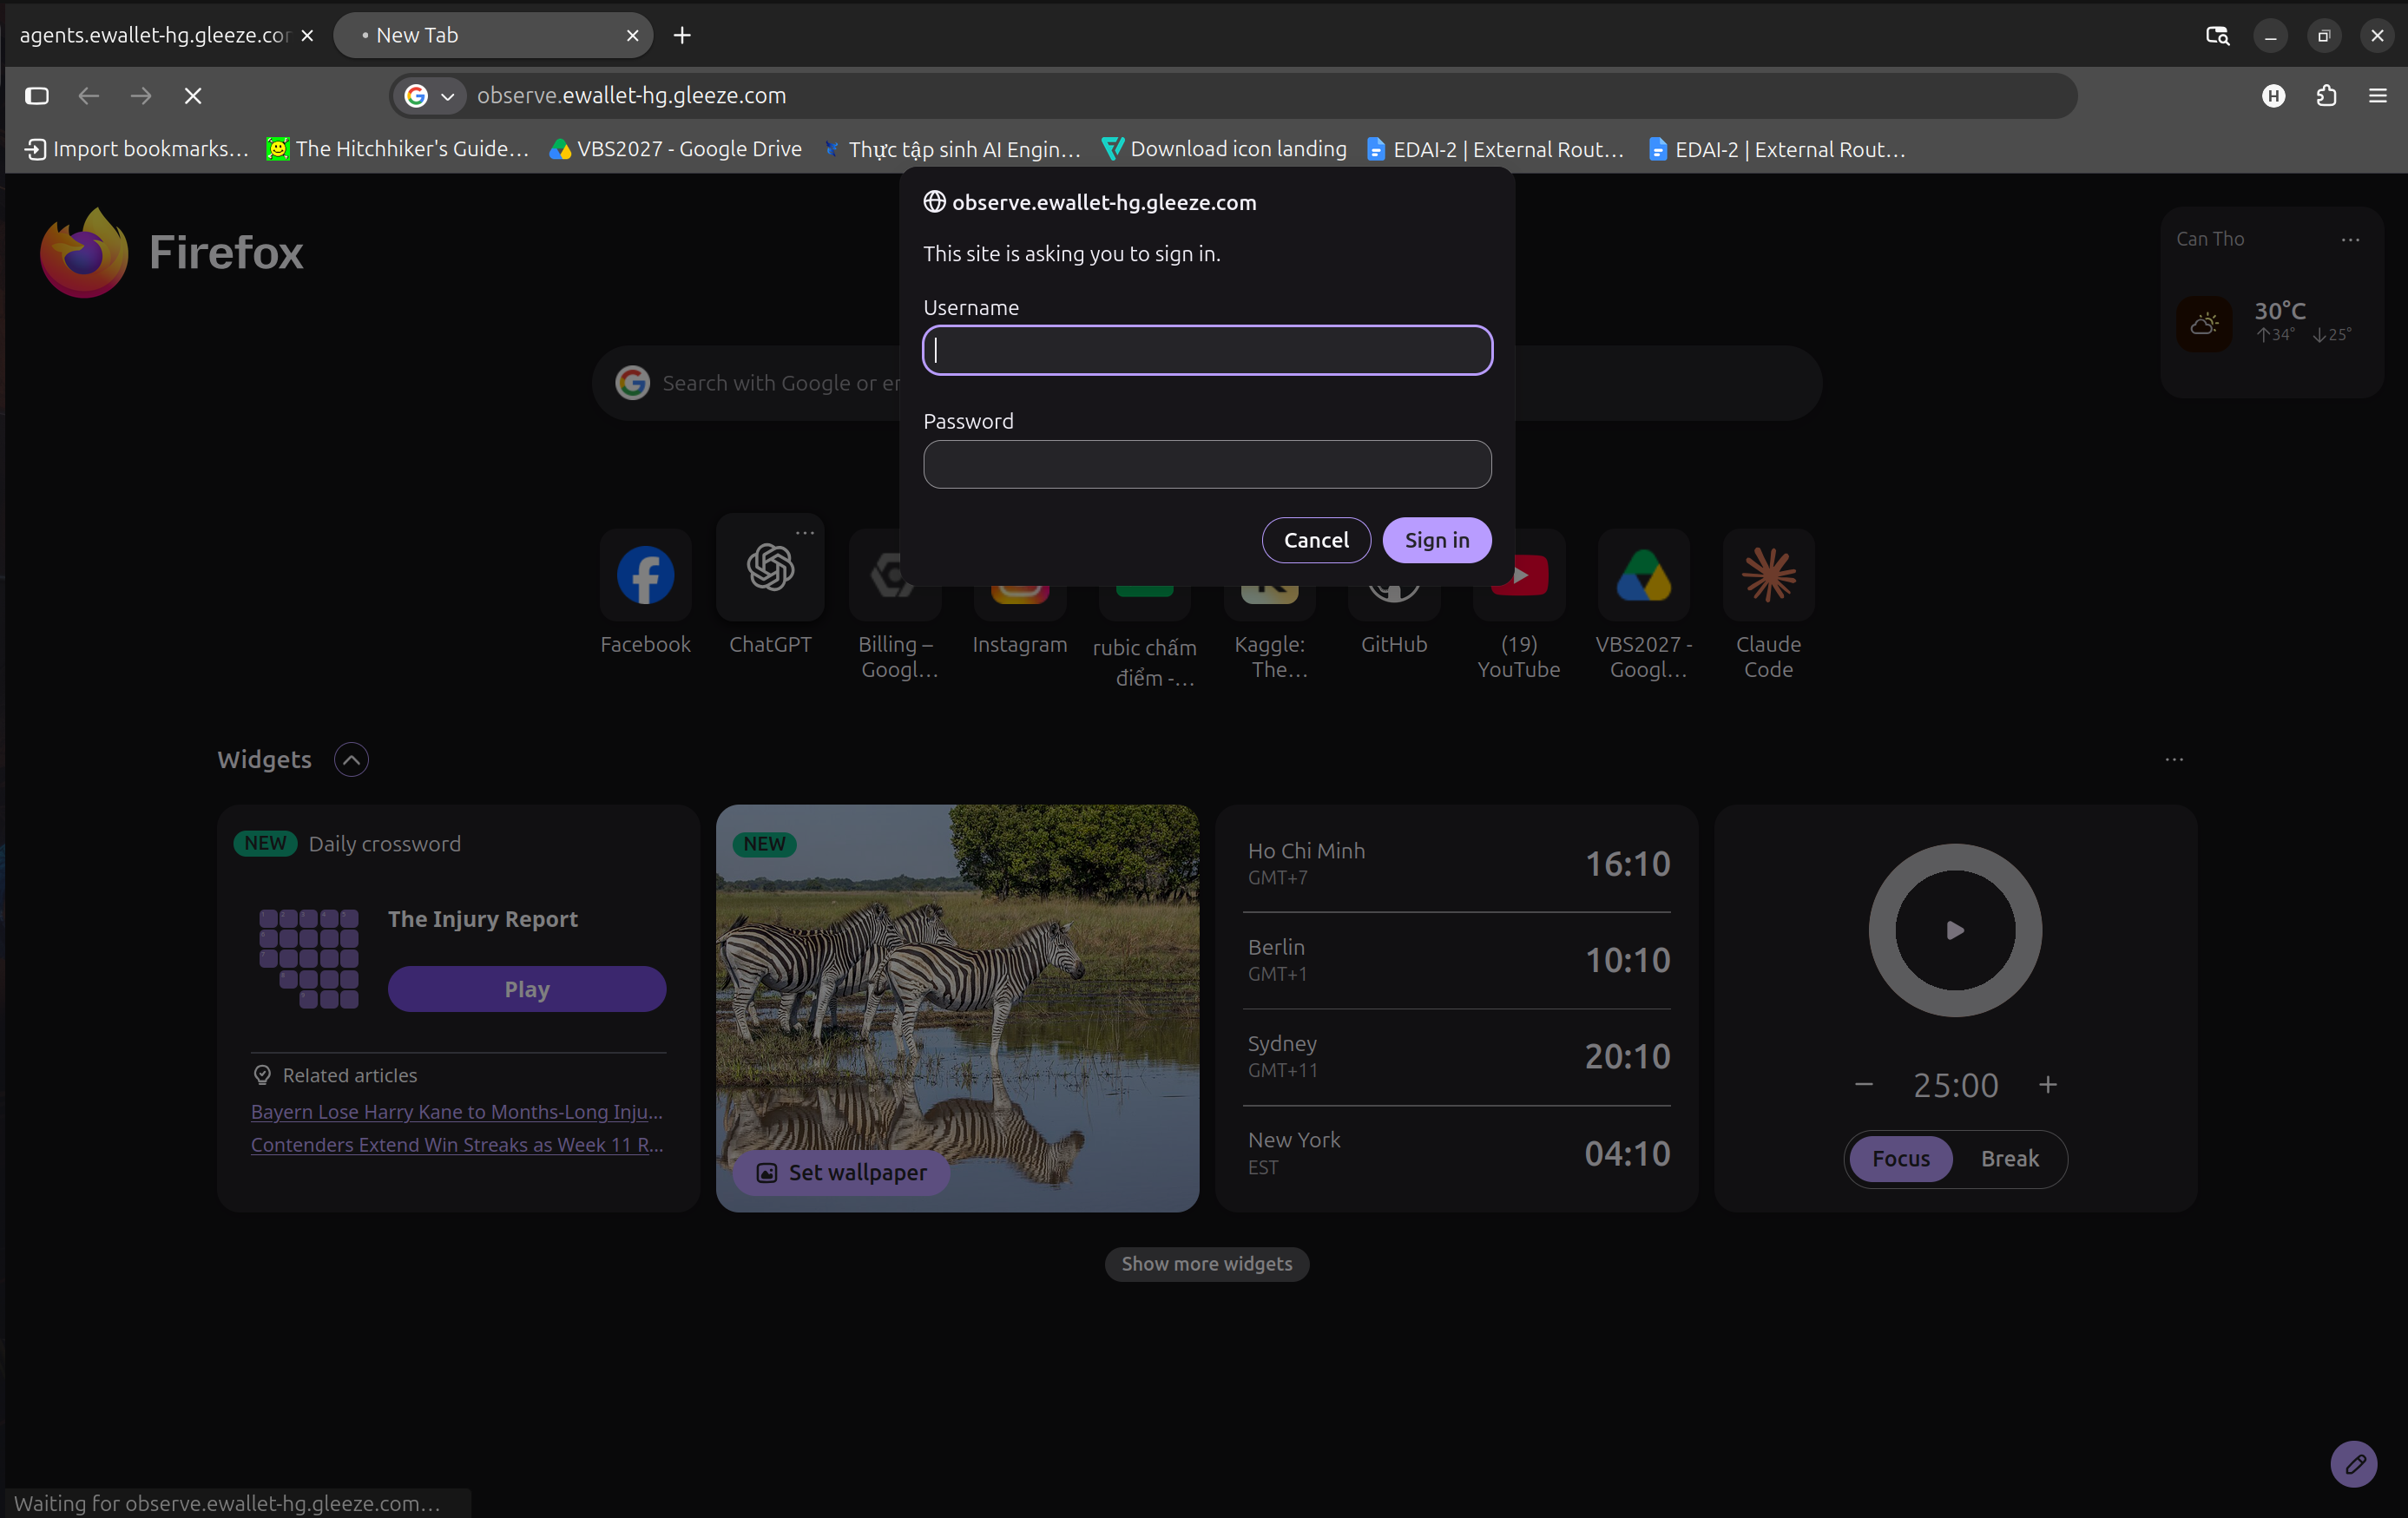 agents.ewallet-hg.gleeze.cor
New Tab
observe.ewallet-hg.gleeze.com
Import bookmarks...
The Hitchhiker's Guide...
VBS2027 - Google Drive
Thực tập sinh AI Engin...
Download icon landing
EDAI-2 | External Rout...
EDAI-2 | External Rout...
Firefox
observe.ewallet-hg.gleeze.com
This site is asking you to sign in.
Username
Password
Cancel
Sign in
Can Tho
30°C
↑34° ↓25°
Search with Google or er
Facebook
ChatGPT
Billing –
Googl...
Instagram
rubic chấm
điểm -...
Kaggle:
The...
GitHub
(19)
YouTube
VBS2027 -
Googl...
Claude
Code
Widgets
NEW Daily crossword
The Injury Report
Play
Related articles
Bayern Lose Harry Kane to Months-Long Inju...
Contenders Extend Win Streaks as Week 11 R...
NEW
Set wallpaper
Ho Chi Minh
GMT+7
16:10
Berlin
GMT+1
10:10
Sydney
GMT+11
20:10
New York
EST
04:10
− 25:00 +
Focus
Break
Show more widgets
Waiting for observe.ewallet-hg.gleeze.com...